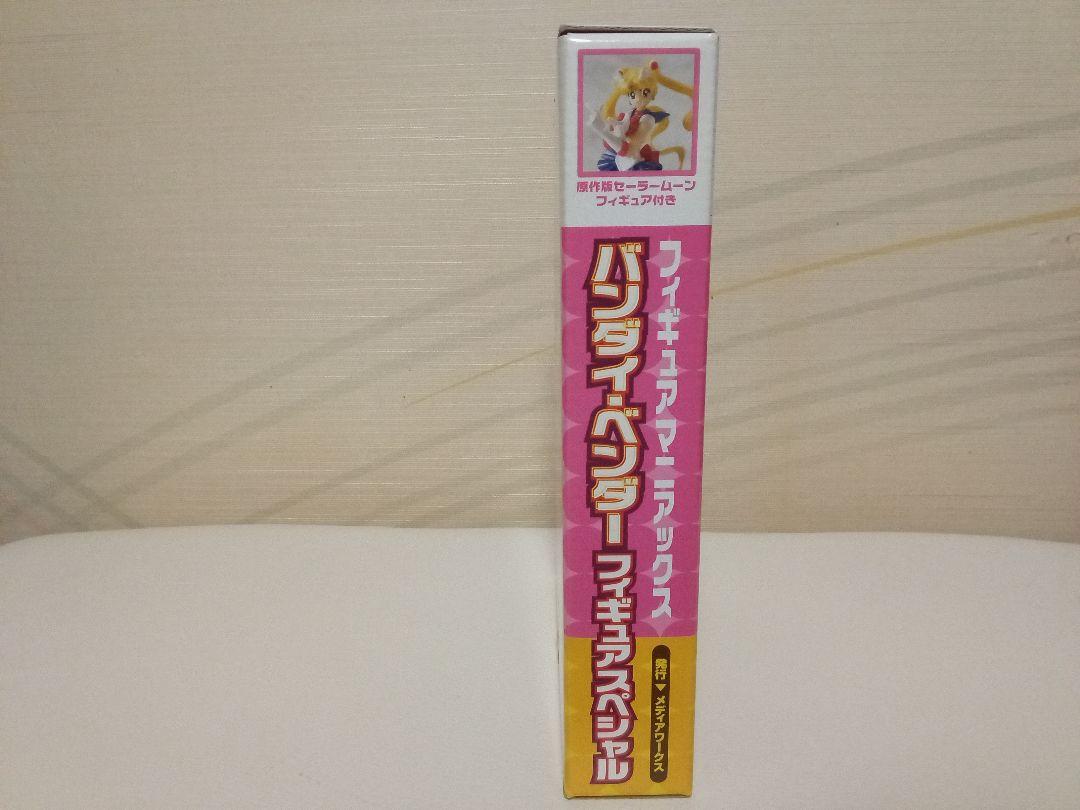 原作版セーラームーン
フィギュア付き
フィギュアマニアックス
バンダイ・ベンダーフィギュアスペシャル
発行▼メディアワークス